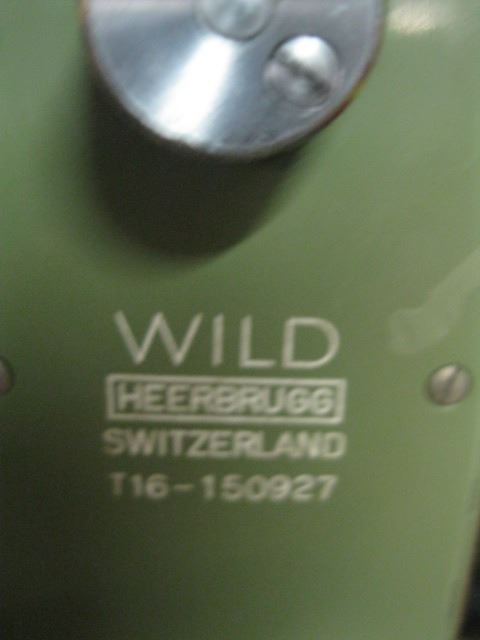 WILD
HEERBRUGG
SWITZERLAND
T16-150927